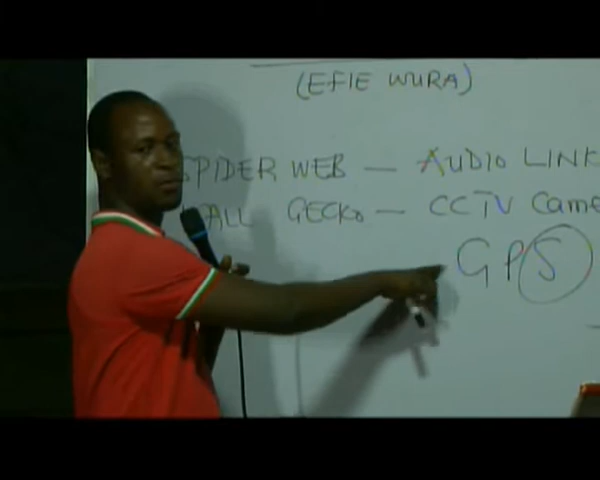 (EFIE WURA)
SPIDER WEB — AUDIO LINK
WALL GECKO — CCTV Came
GPS